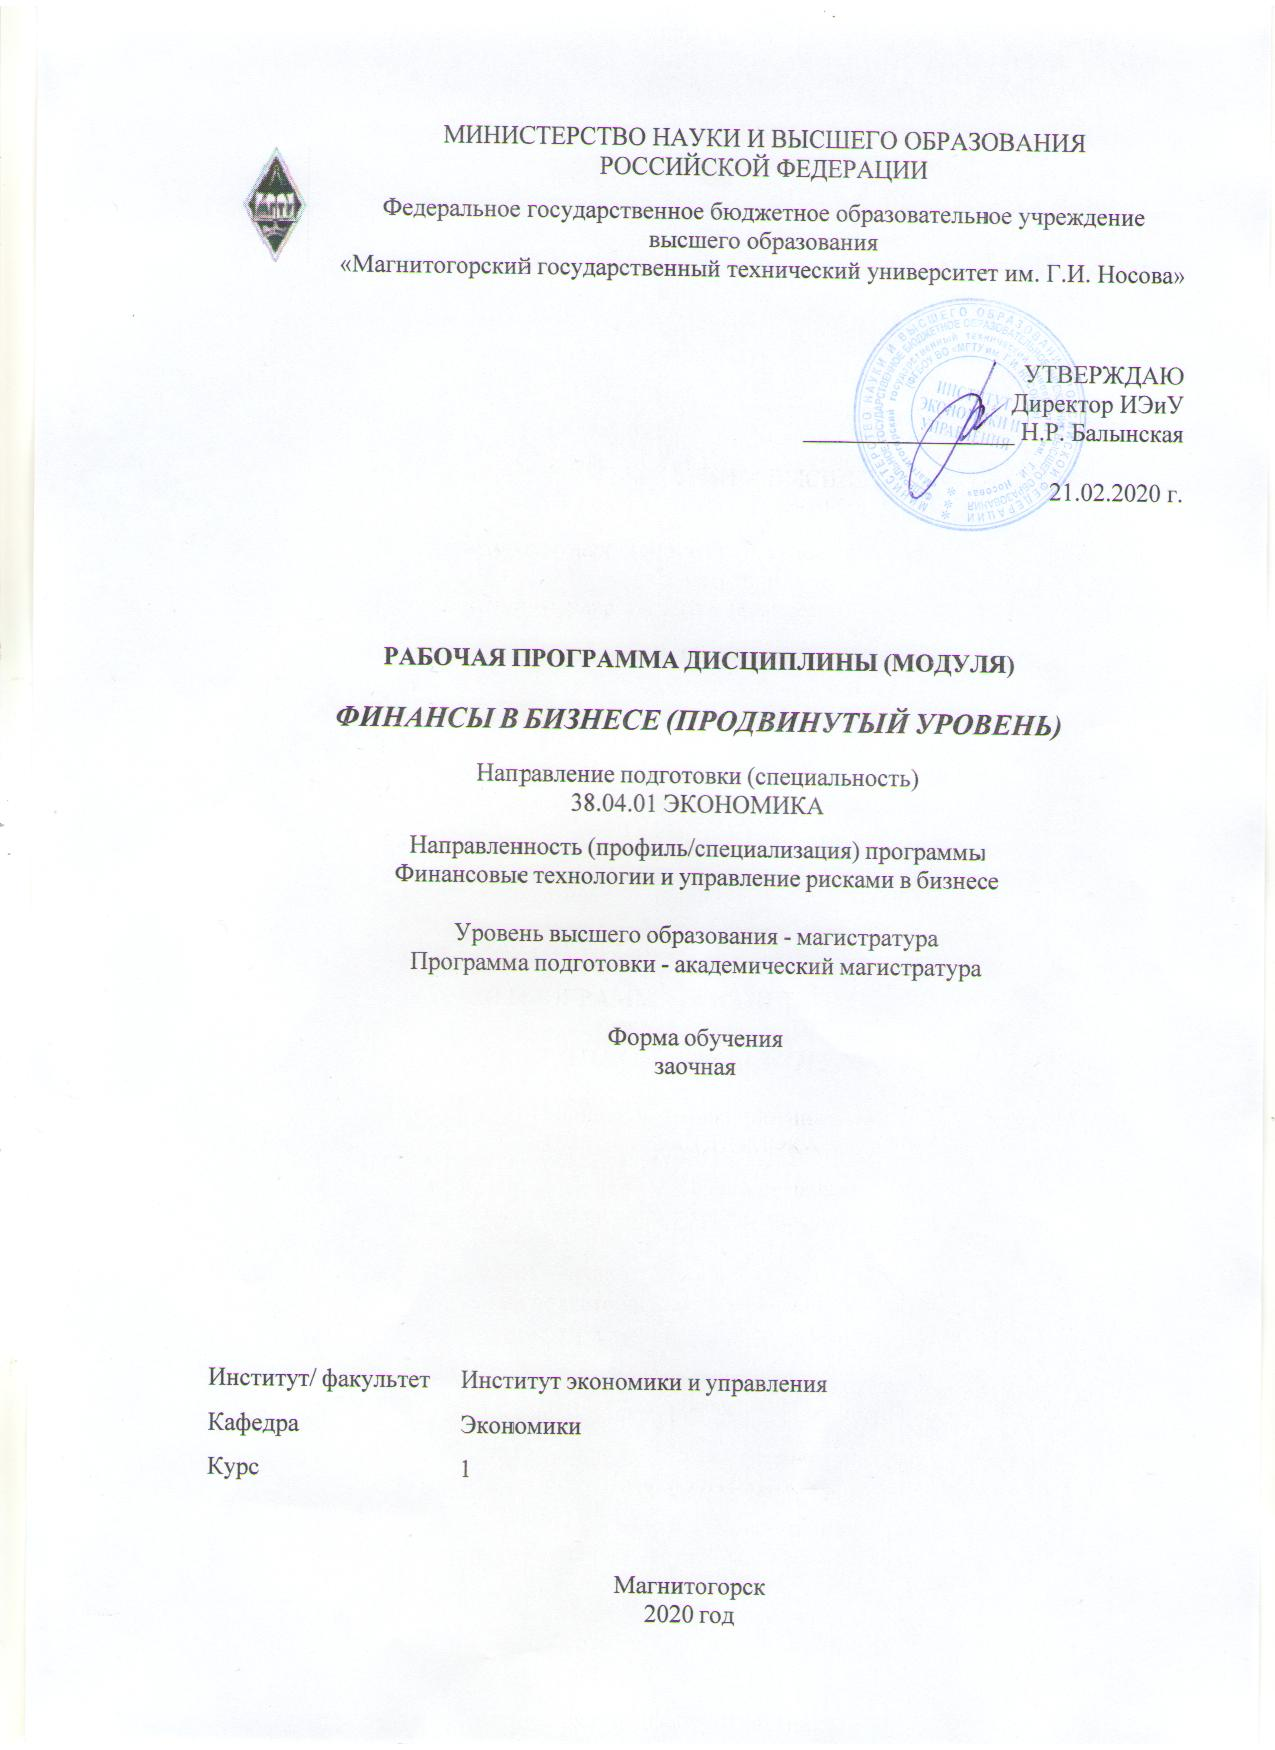 МИНИСТЕРСТВО НАУКИ И ВЫСШЕГО ОБРАЗОВАНИЯ
РОССИЙСКОЙ ФЕДЕРАЦИИ
Федеральное государственное бюджетное образовательное учреждение
высшего образования
«Магнитогорский государственный технический университет им. Г.И. Носова»
УТВЕРЖДАЮ
Директор ИЭиУ
Н.Р. Балынская
21.02.2020 г.
ИНСТИТУТ
ЭКОНОМИКИ И
УПРАВЛЕНИЯ
РАБОЧАЯ ПРОГРАММА ДИСЦИПЛИНЫ (МОДУЛЯ)
ФИНАНСЫ В БИЗНЕСЕ (ПРОДВИНУТЫЙ УРОВЕНЬ)
Направление подготовки (специальность)
38.04.01 ЭКОНОМИКА
Направленность (профиль/специализация) программы
Финансовые технологии и управление рисками в бизнесе
Уровень высшего образования - магистратура
Программа подготовки - академический магистратура
Форма обучения
заочная
Институт/ факультет Институт экономики и управления
Кафедра Экономики
Курс 1
Магнитогорск
2020 год